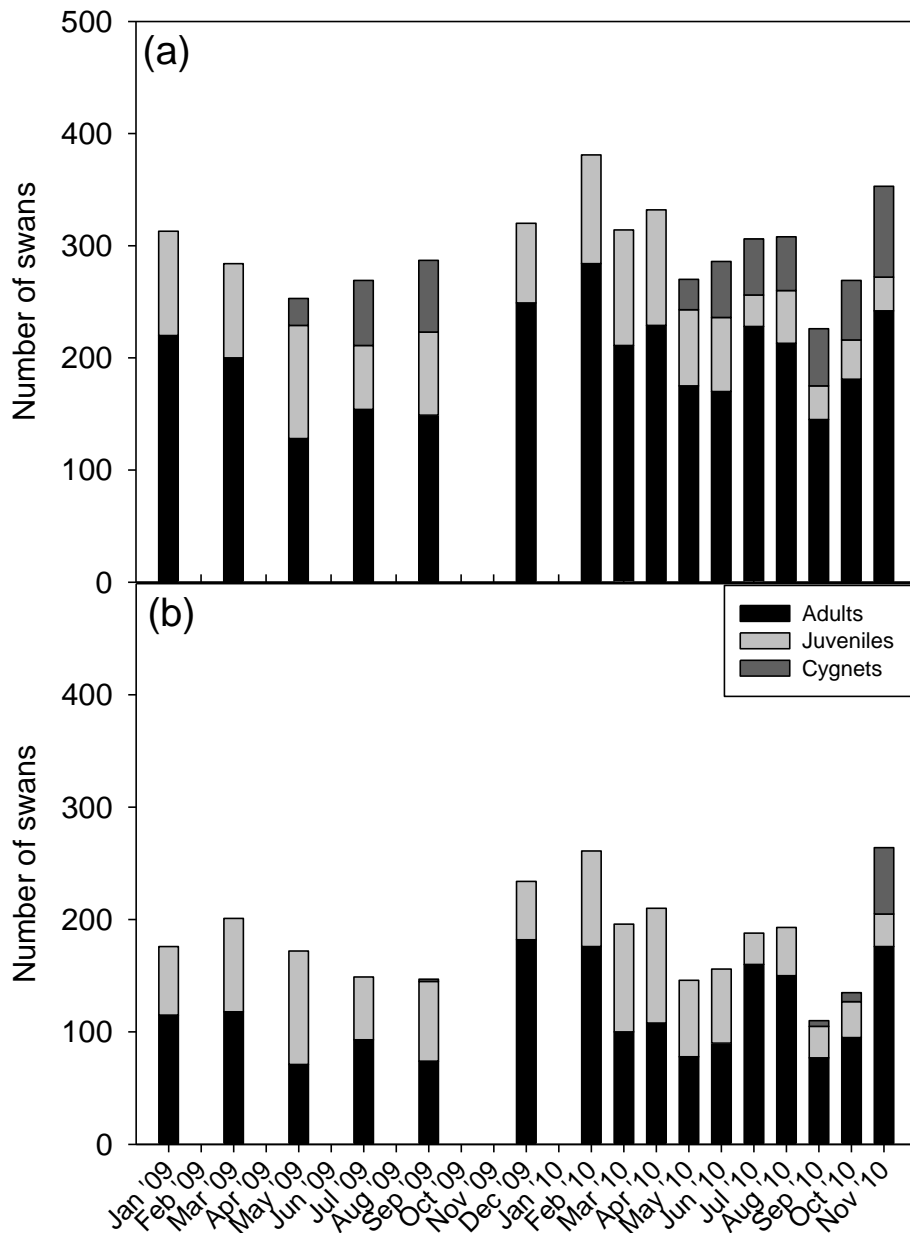 (a)
Number of swans
500
400
300
200
100
0
(b)
Number of swans
400
300
200
100
0
Adults
Juveniles
Cygnets
Jan '09
Feb '09
Mar '09
Apr '09
May '09
Jun '09
Jul '09
Aug '09
Sep '09
Oct '09
Nov '09
Dec '09
Jan '10
Feb '10
Mar '10
Apr '10
May '10
Jun '10
Jul '10
Aug '10
Sep '10
Oct '10
Nov '10